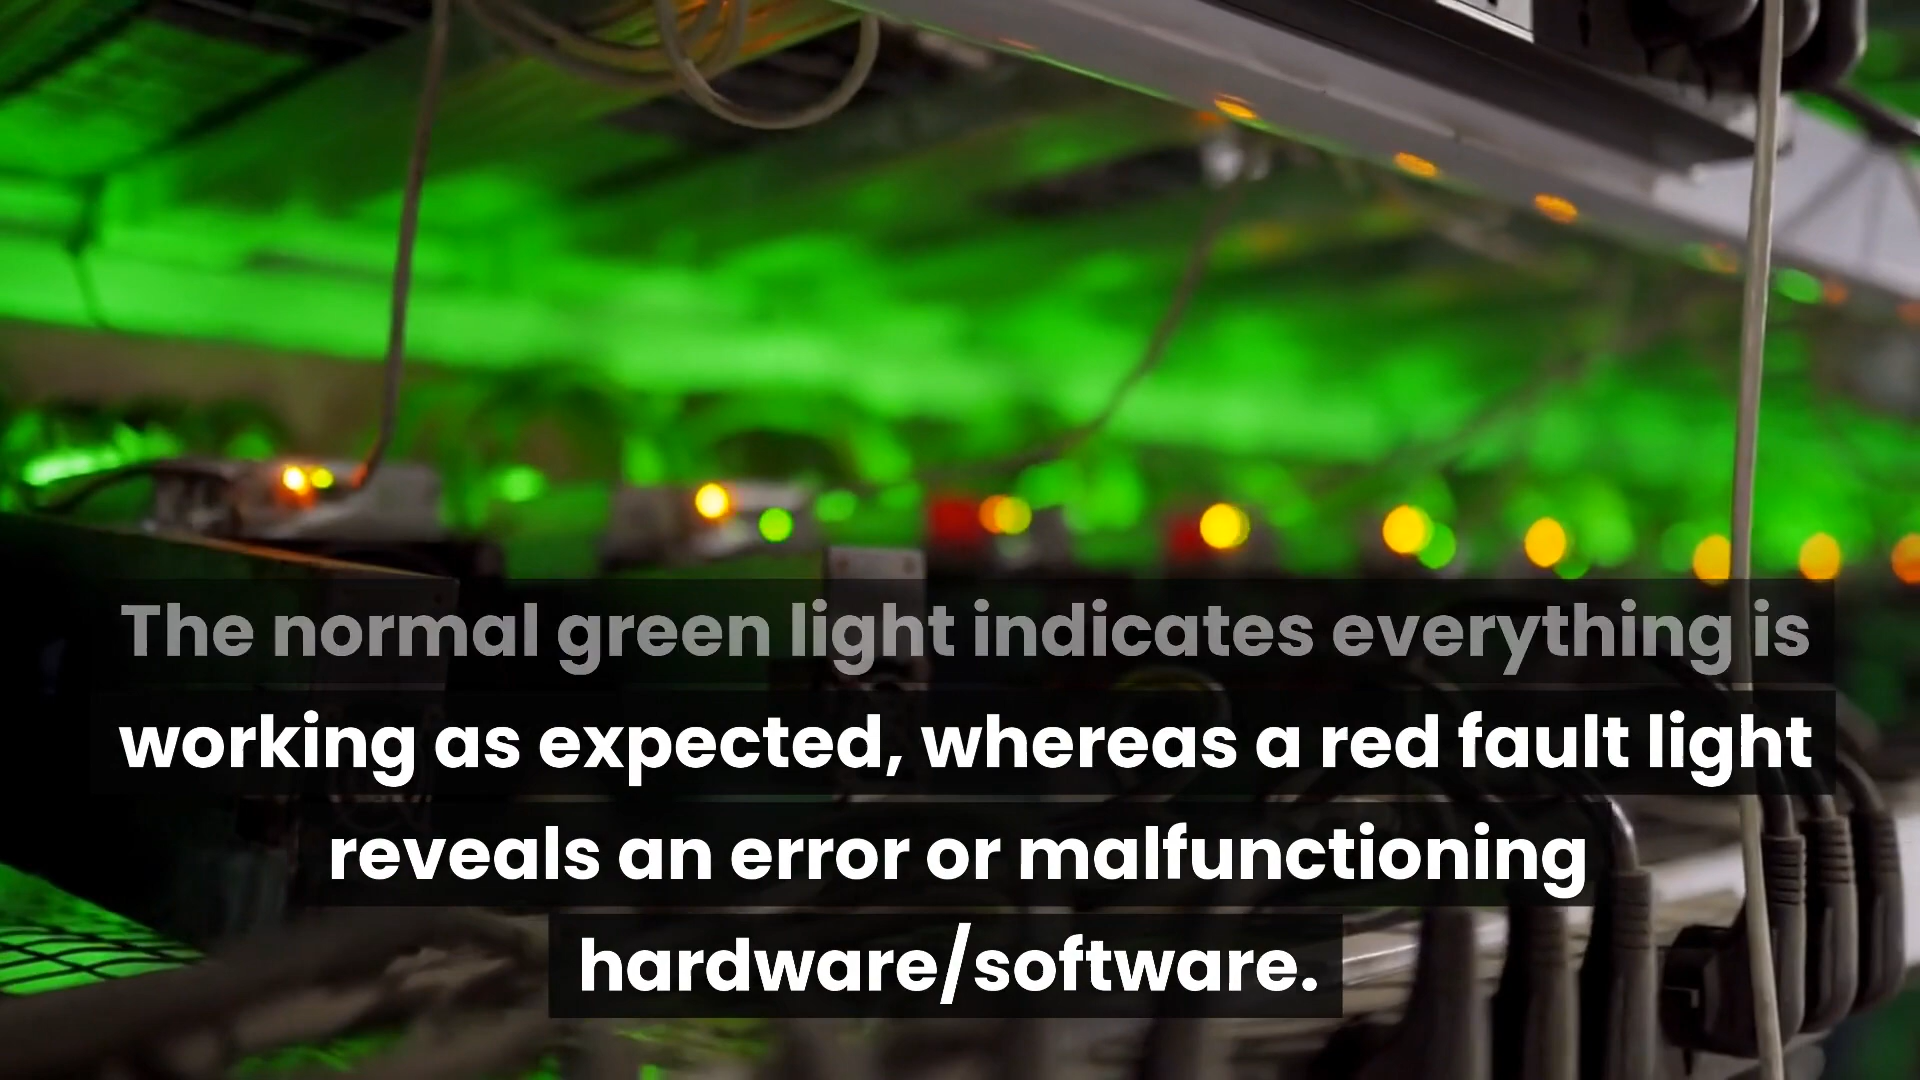 The normal green light indicates everything is
working as expected, whereas a red fault light
reveals an error or malfunctioning
hardware/software.